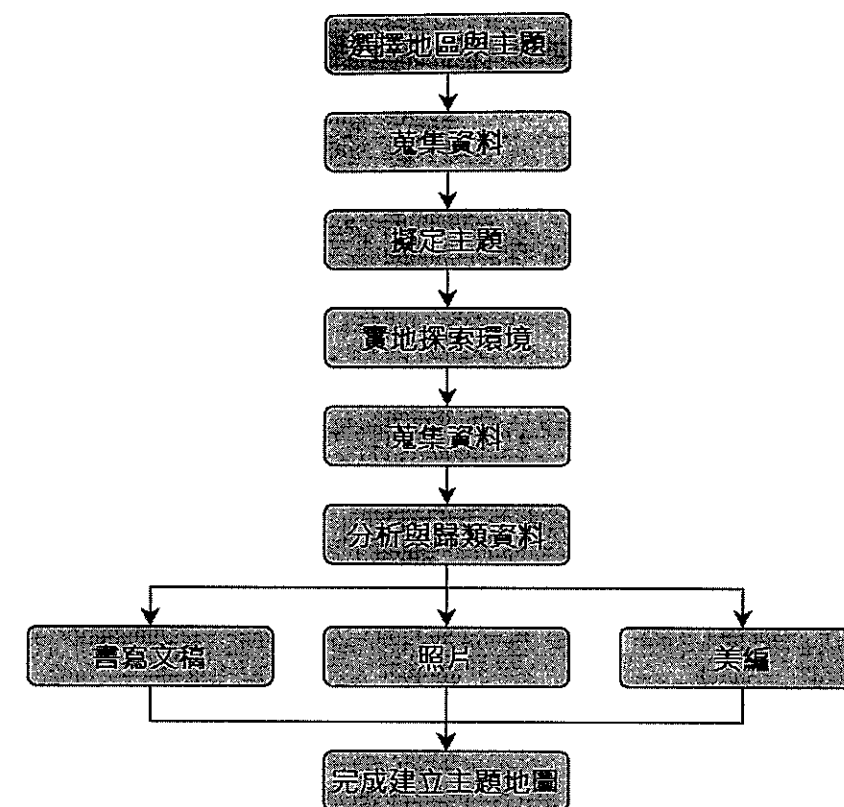 選擇地區與主題
蒐集資料
擬定主題
實地探索環境
蒐集資料
分析與歸類資料
書寫文稿
照片
美編
完成建立主題地圖